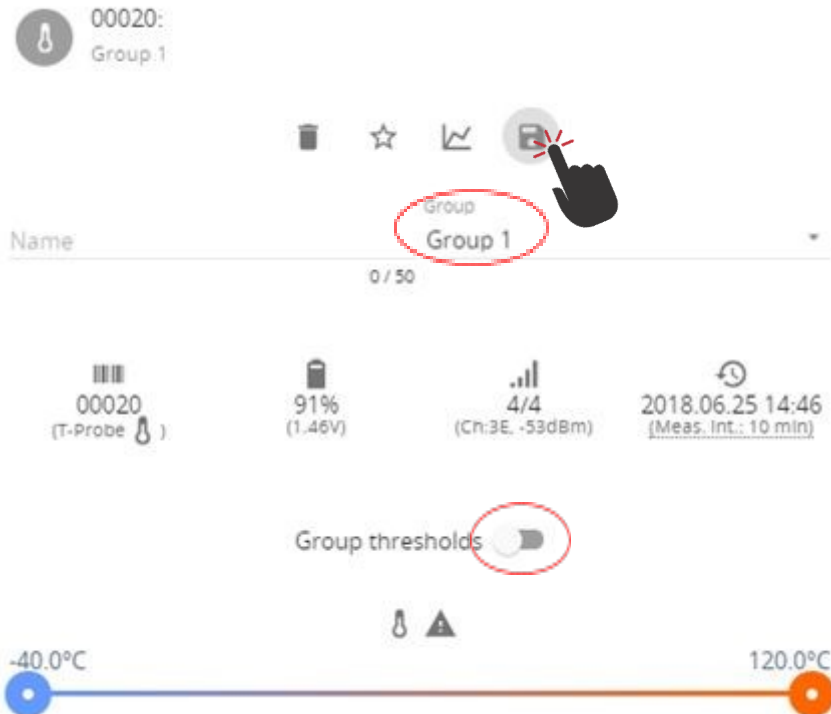 00020:
Group 1
Group
Name
Group 1
0 / 50
00020
91%
4/4
2018.06.25 14:46
(T-Probe )
(1.46V)
(Ch:3E, -53dBm)
(Meas. Int.: 10 min)
Group thresholds
-40.0°C
120.0°C